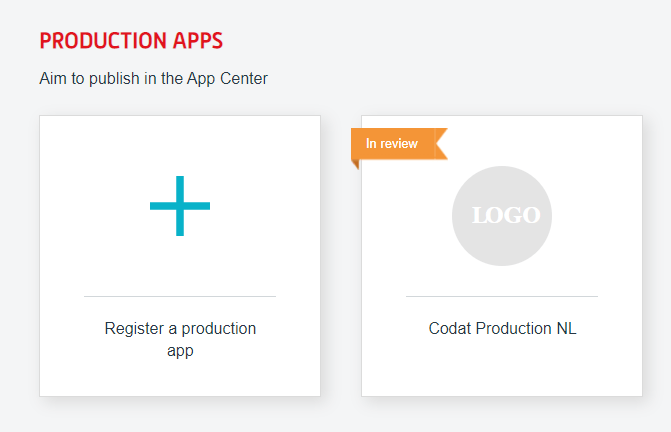 PRODUCTION APPS
Aim to publish in the App Center
Register a production
app
In review
LOGO
Codat Production NL